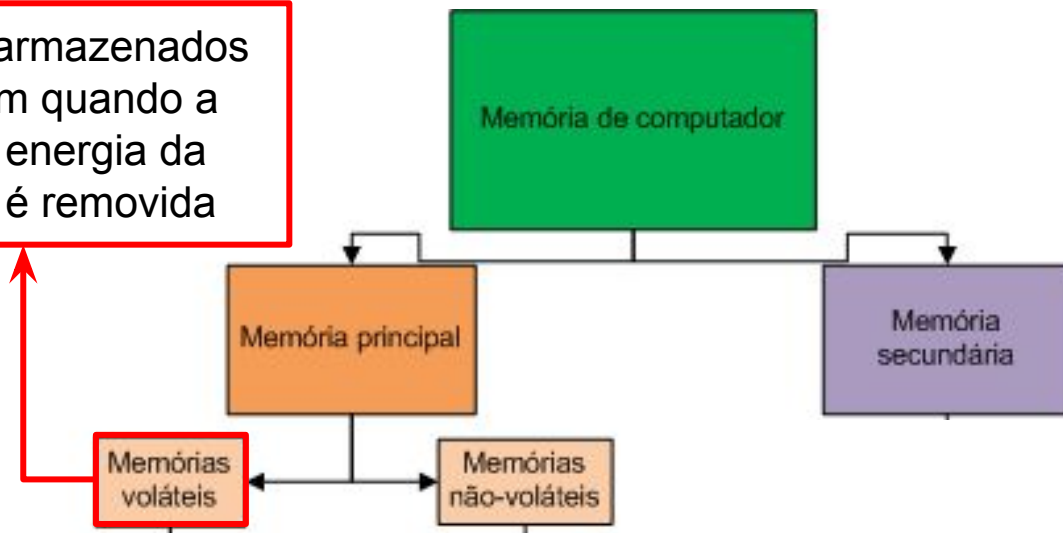 armazenados
m quando a
energia da
é removida
Memória de computador
Memória principal
Memória
secundária
Memórias
voláteis
Memórias
não-voláteis